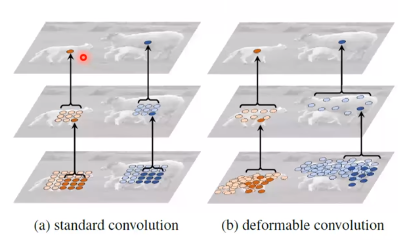 (a) standard convolution
(b) deformable convolution